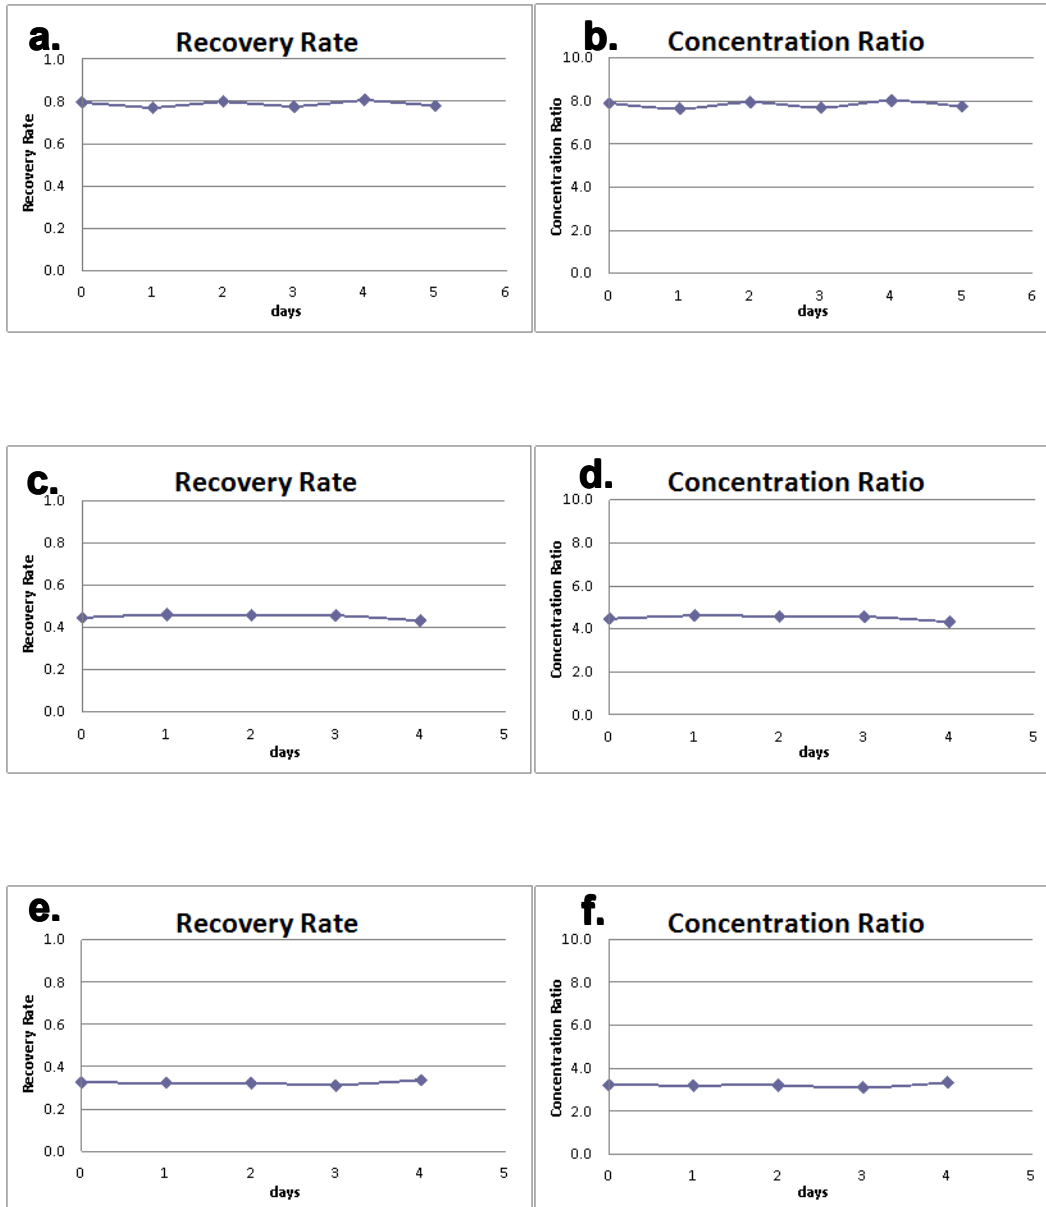 a. Recovery Rate
1.0
0.8
0.6
0.4
0.2
0.0
Recovery Rate
0 1 2 3 4 5 6
days
b. Concentration Ratio
10.0
8.0
6.0
4.0
2.0
0.0
Concentration Ratio
0 1 2 3 4 5 6
days
c. Recovery Rate
1.0
0.8
0.6
0.4
0.2
0.0
Recovery Rate
0 1 2 3 4 5
days
d. Concentration Ratio
10.0
8.0
6.0
4.0
2.0
0.0
Concentration Ratio
0 1 2 3 4 5
days
e. Recovery Rate
1.0
0.8
0.6
0.4
0.2
0.0
Recovery Rate
0 1 2 3 4 5
days
f. Concentration Ratio
10.0
8.0
6.0
4.0
2.0
0.0
Concentration Ratio
0 1 2 3 4 5
days